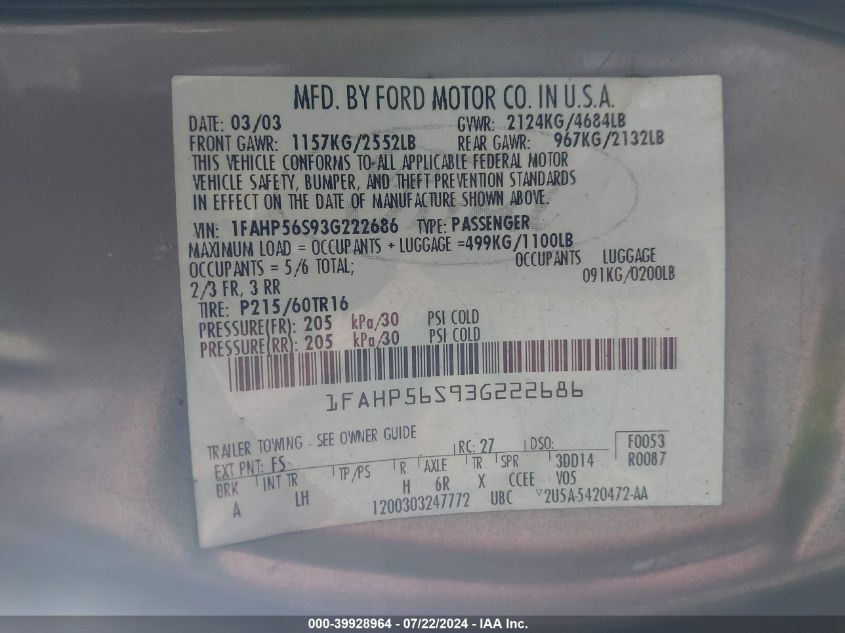 MFD. BY FORD MOTOR CO. IN U.S.A.
DATE: 03/03 GVWR: 2124KG/4684LB
FRONT GAWR: 1157KG/2552LB REAR GAWR: 967KG/2132LB
THIS VEHICLE CONFORMS TO ALL APPLICABLE FEDERAL MOTOR
VEHICLE SAFETY, BUMPER, AND THEFT PREVENTION STANDARDS
IN EFFECT ON THE DATE OF MANUFACTURE SHOWN ABOVE.
VIN: 1FAHP56S93G222686 TYPE: PASSENGER
MAXIMUM LOAD = OCCUPANTS + LUGGAGE =499KG/1100LB
OCCUPANTS = 5/6 TOTAL; OCCUPANTS LUGGAGE
2/3 FR, 3 RR 091KG/0200LB
TIRE: P215/60TR16
PRESSURE(FR): 205 kPa/30 PSI COLD
PRESSURE(RR): 205 kPa/30 PSI COLD
1FAHP56S93G222686
TRAILER TOWING - SEE OWNER GUIDE
EXT PNT: FS RC: 27 DSO: F0053
BRK INT TR TP/PS R AXLE TR SPR 3DD14 R0087
A LH H 6R X CCEE V05
1200303247772 UBC V2U5A-5420472-AA
000-39928964 - 07/22/2024 - IAA Inc.